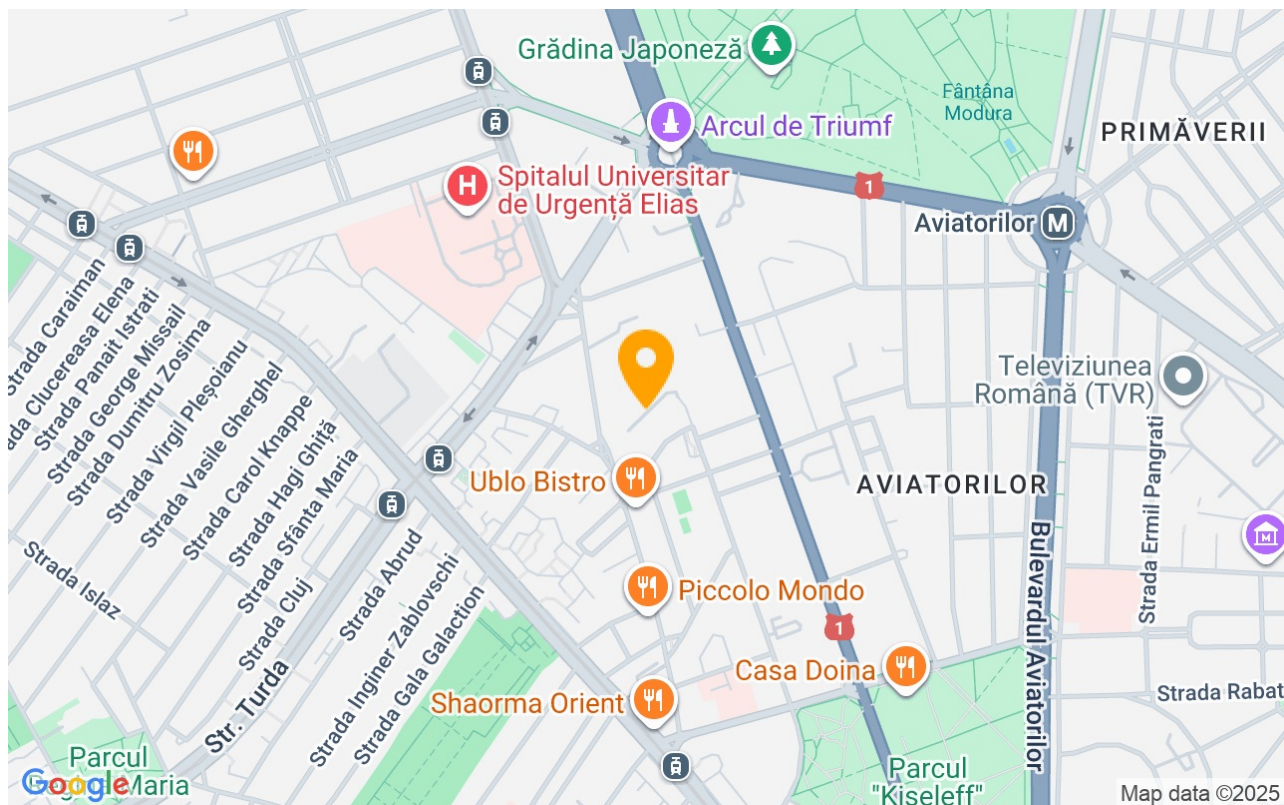 Grădina Japoneză
Fântâna
Modura
PRIMĂVERII
Arcul de Triumf
H
Spitalul Universitar
de Urgență Elias
1
Aviatorilor
M
Strada Caraiman
Strada Panait Istrati
Strada George Missail
Strada Dumitru Zosima
Strada Virgil Pleșoianu
Strada Vasile Gherghel
Strada Carol Knappe
Strada Hagi Ghiță
Strada Sfânta Maria
Strada Cluj
Strada Islaz
Televiziunea
Română (TVR)
Strada Ermil Pangrati
AVIATORILOR
Ublo Bistro
M
Bulevardul Aviatorilor
Strada Abrud
Strada Inginer Zablovschi
Strada Gala Galaction
Piccolo Mondo
1
Casa Doina
Str. Turda
Shaorma Orient
Strada Rabat
Parcul
Maria
Google
Parcul
"Kiseleff"
Map data ©2025